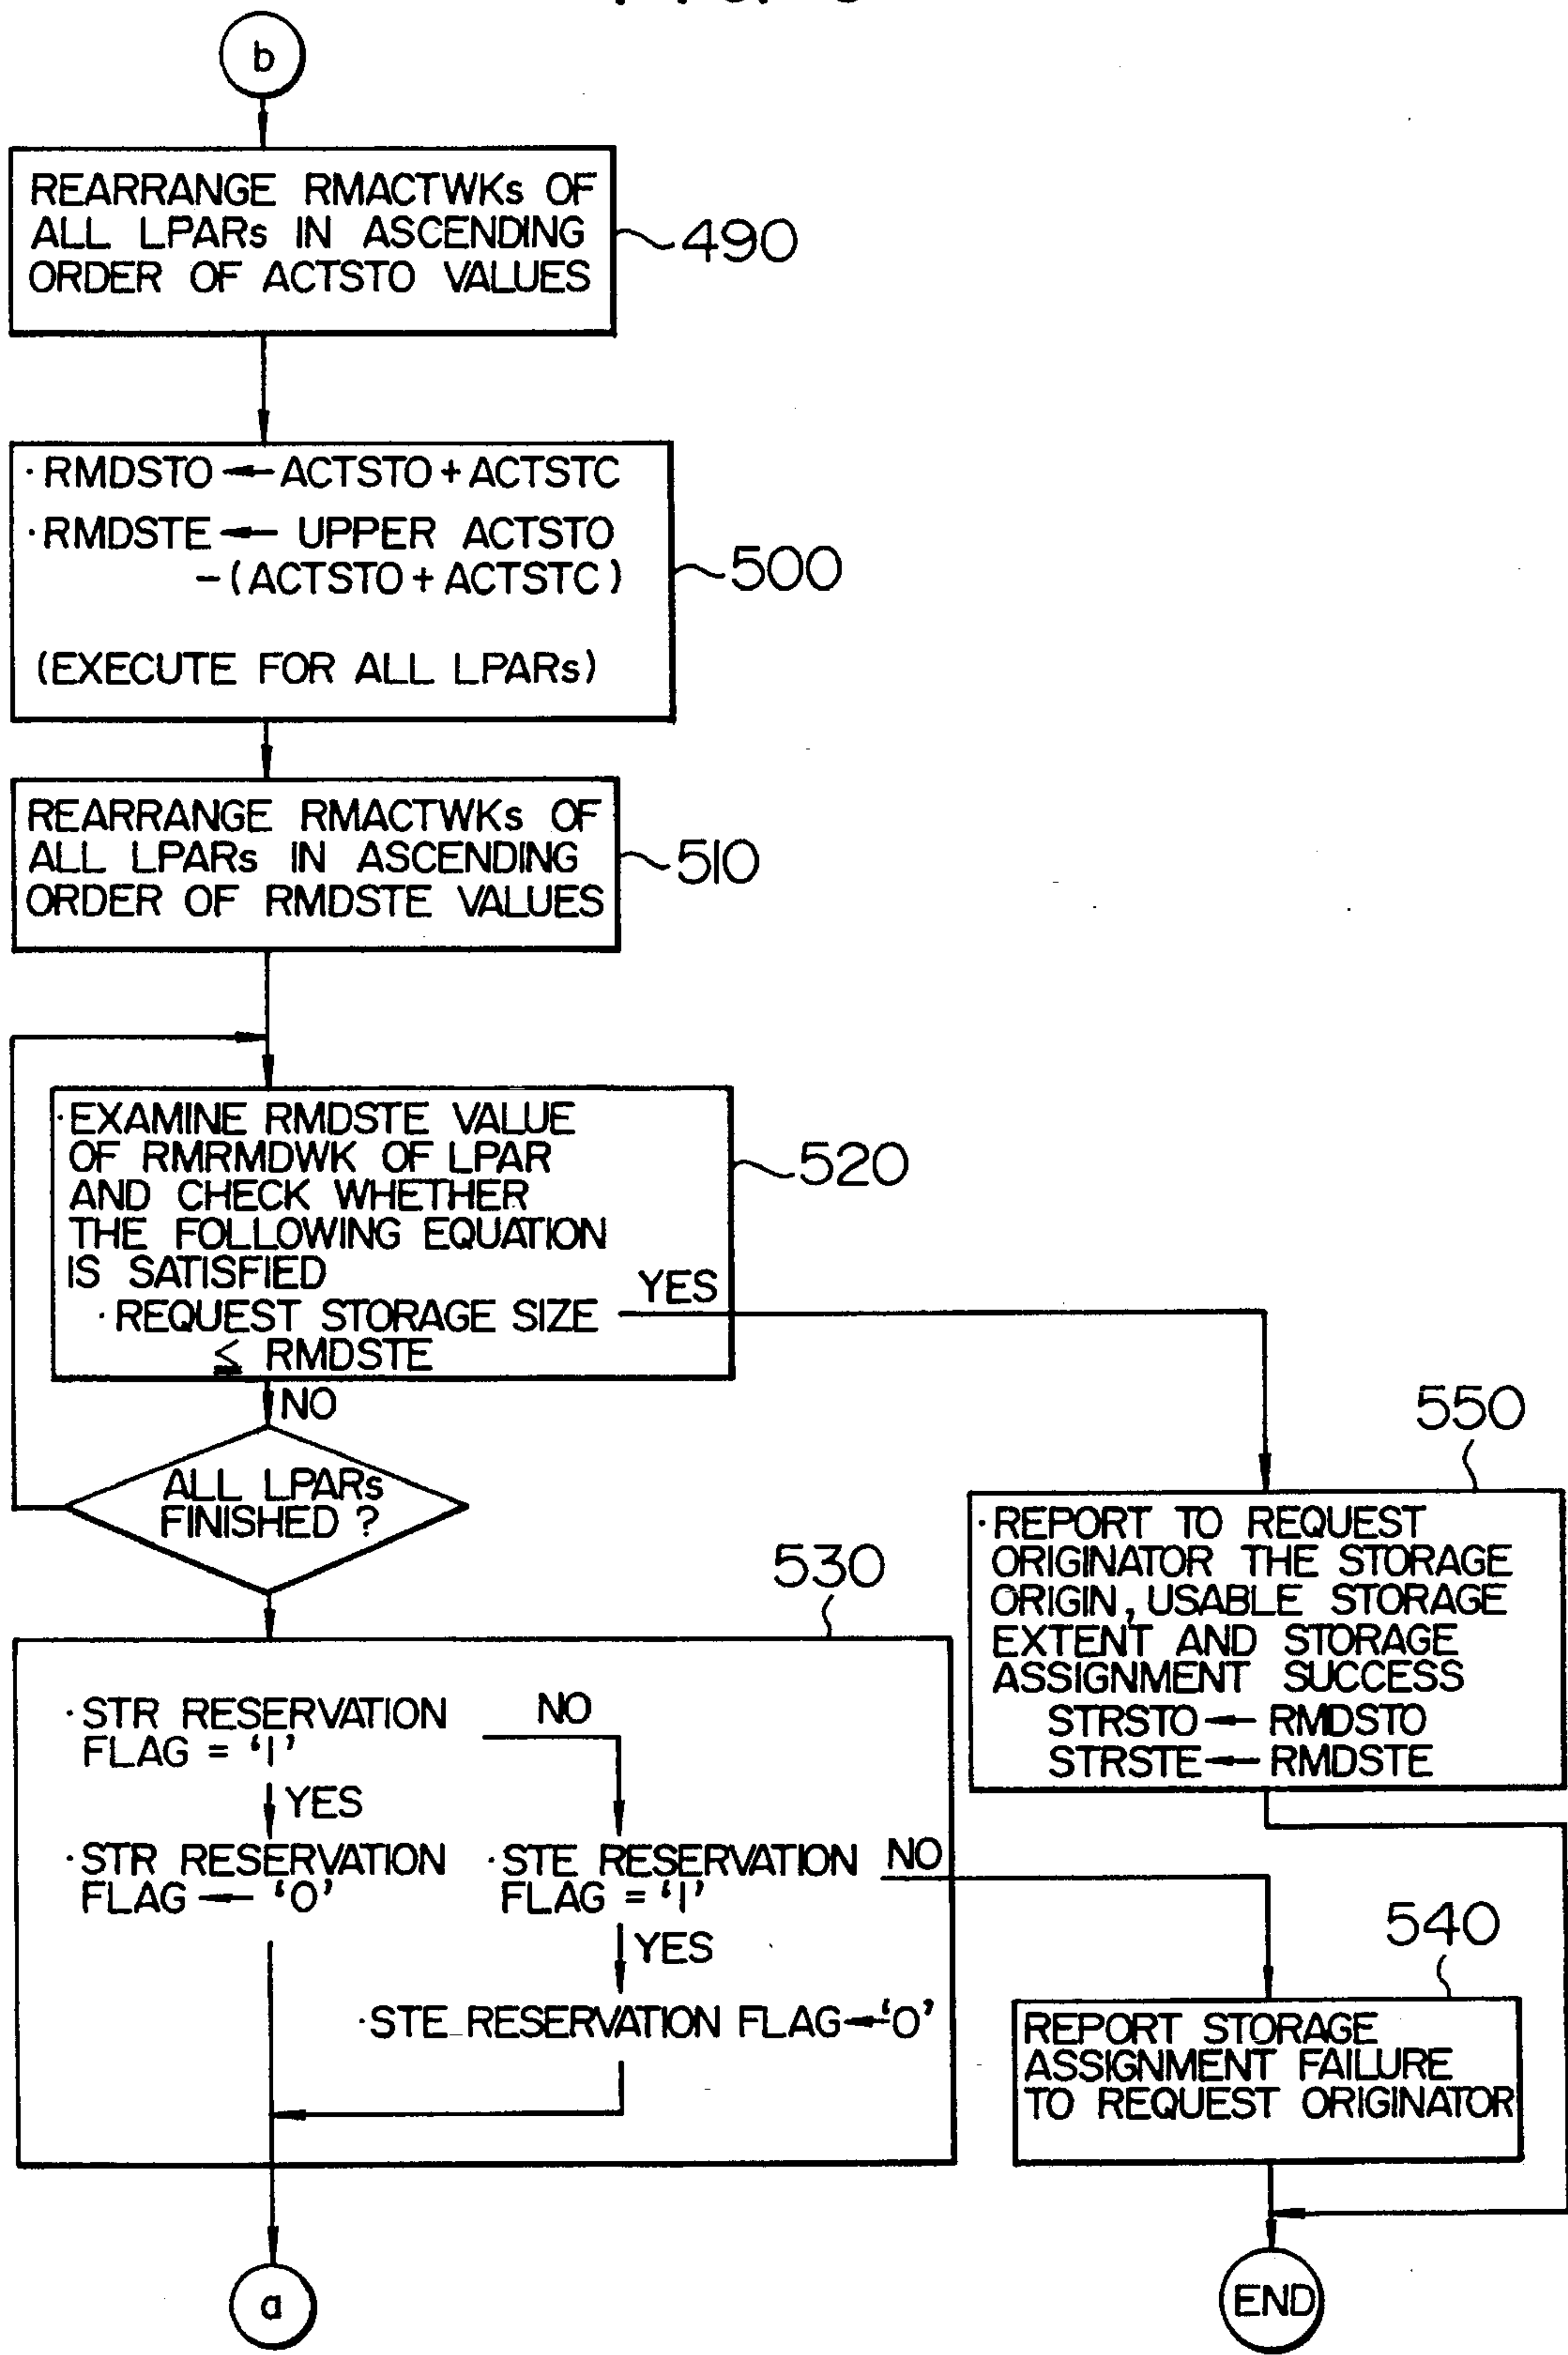 b
REARRANGE RMACTWKs OF
ALL LPARs IN ASCENDING
ORDER OF ACTSTO VALUES
490
·RMDSTO ← ACTSTO + ACTSTC
·RMDSTE ← UPPER ACTSTO
-(ACTSTO + ACTSTC)
(EXECUTE FOR ALL LPARs)
500
REARRANGE RMACTWKs OF
ALL LPARs IN ASCENDING
ORDER OF RMDSTE VALUES
510
·EXAMINE RMDSTE VALUE
OF RMRMDWK OF LPAR
AND CHECK WHETHER
THE FOLLOWING EQUATION
IS SATISFIED
·REQUEST STORAGE SIZE
≦ RMDSTE
520
YES
NO
ALL LPARs
FINISHED ?
550
·REPORT TO REQUEST
ORIGINATOR THE STORAGE
ORIGIN, USABLE STORAGE
EXTENT AND STORAGE
ASSIGNMENT SUCCESS
STRSTO ← RMDSTO
STRSTE ← RMDSTE
530
·STR RESERVATION
FLAG = '1'
NO
YES
·STR RESERVATION
FLAG ← '0'
·STE RESERVATION
FLAG = '1'
NO
YES
·STE RESERVATION FLAG ← '0'
540
REPORT STORAGE
ASSIGNMENT FAILURE
TO REQUEST ORIGINATOR
a
END